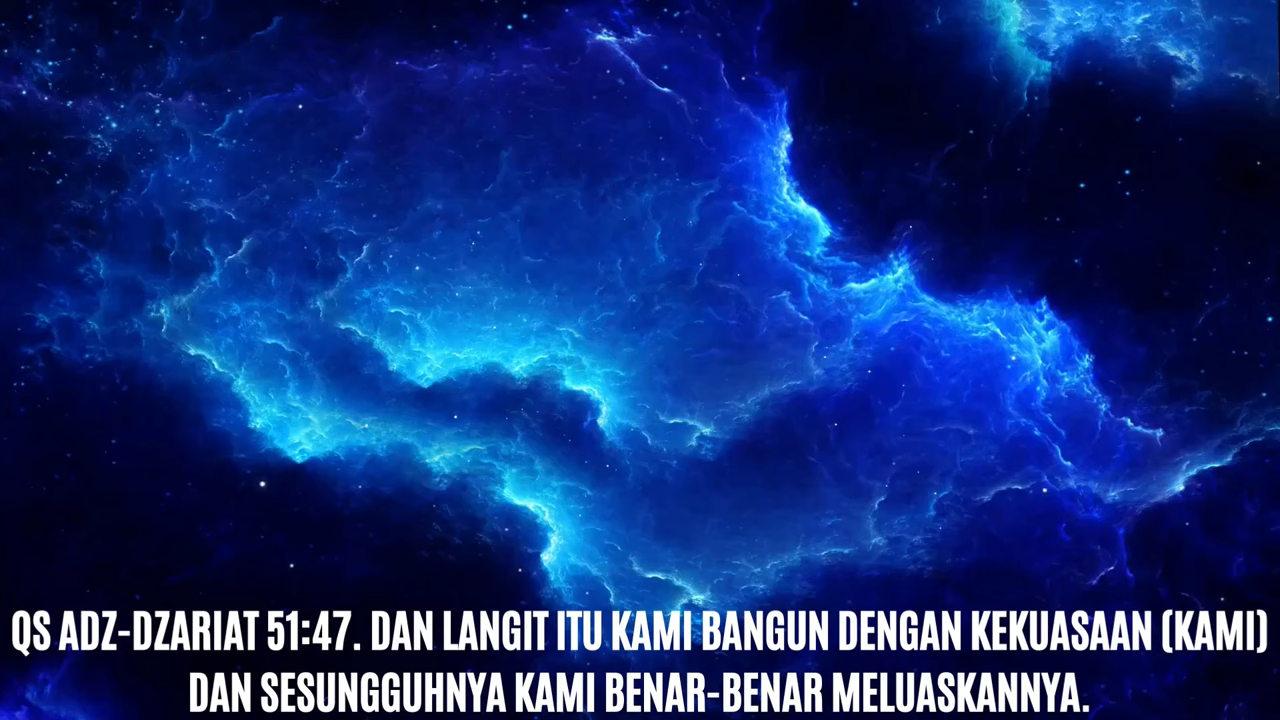 QS ADZ-DZARIAT 51:47. DAN LANGIT ITU KAMI BANGUN DENGAN KEKUASAAN (KAMI)
DAN SESUNGGUHNYA KAMI BENAR-BENAR MELUASKANNYA.